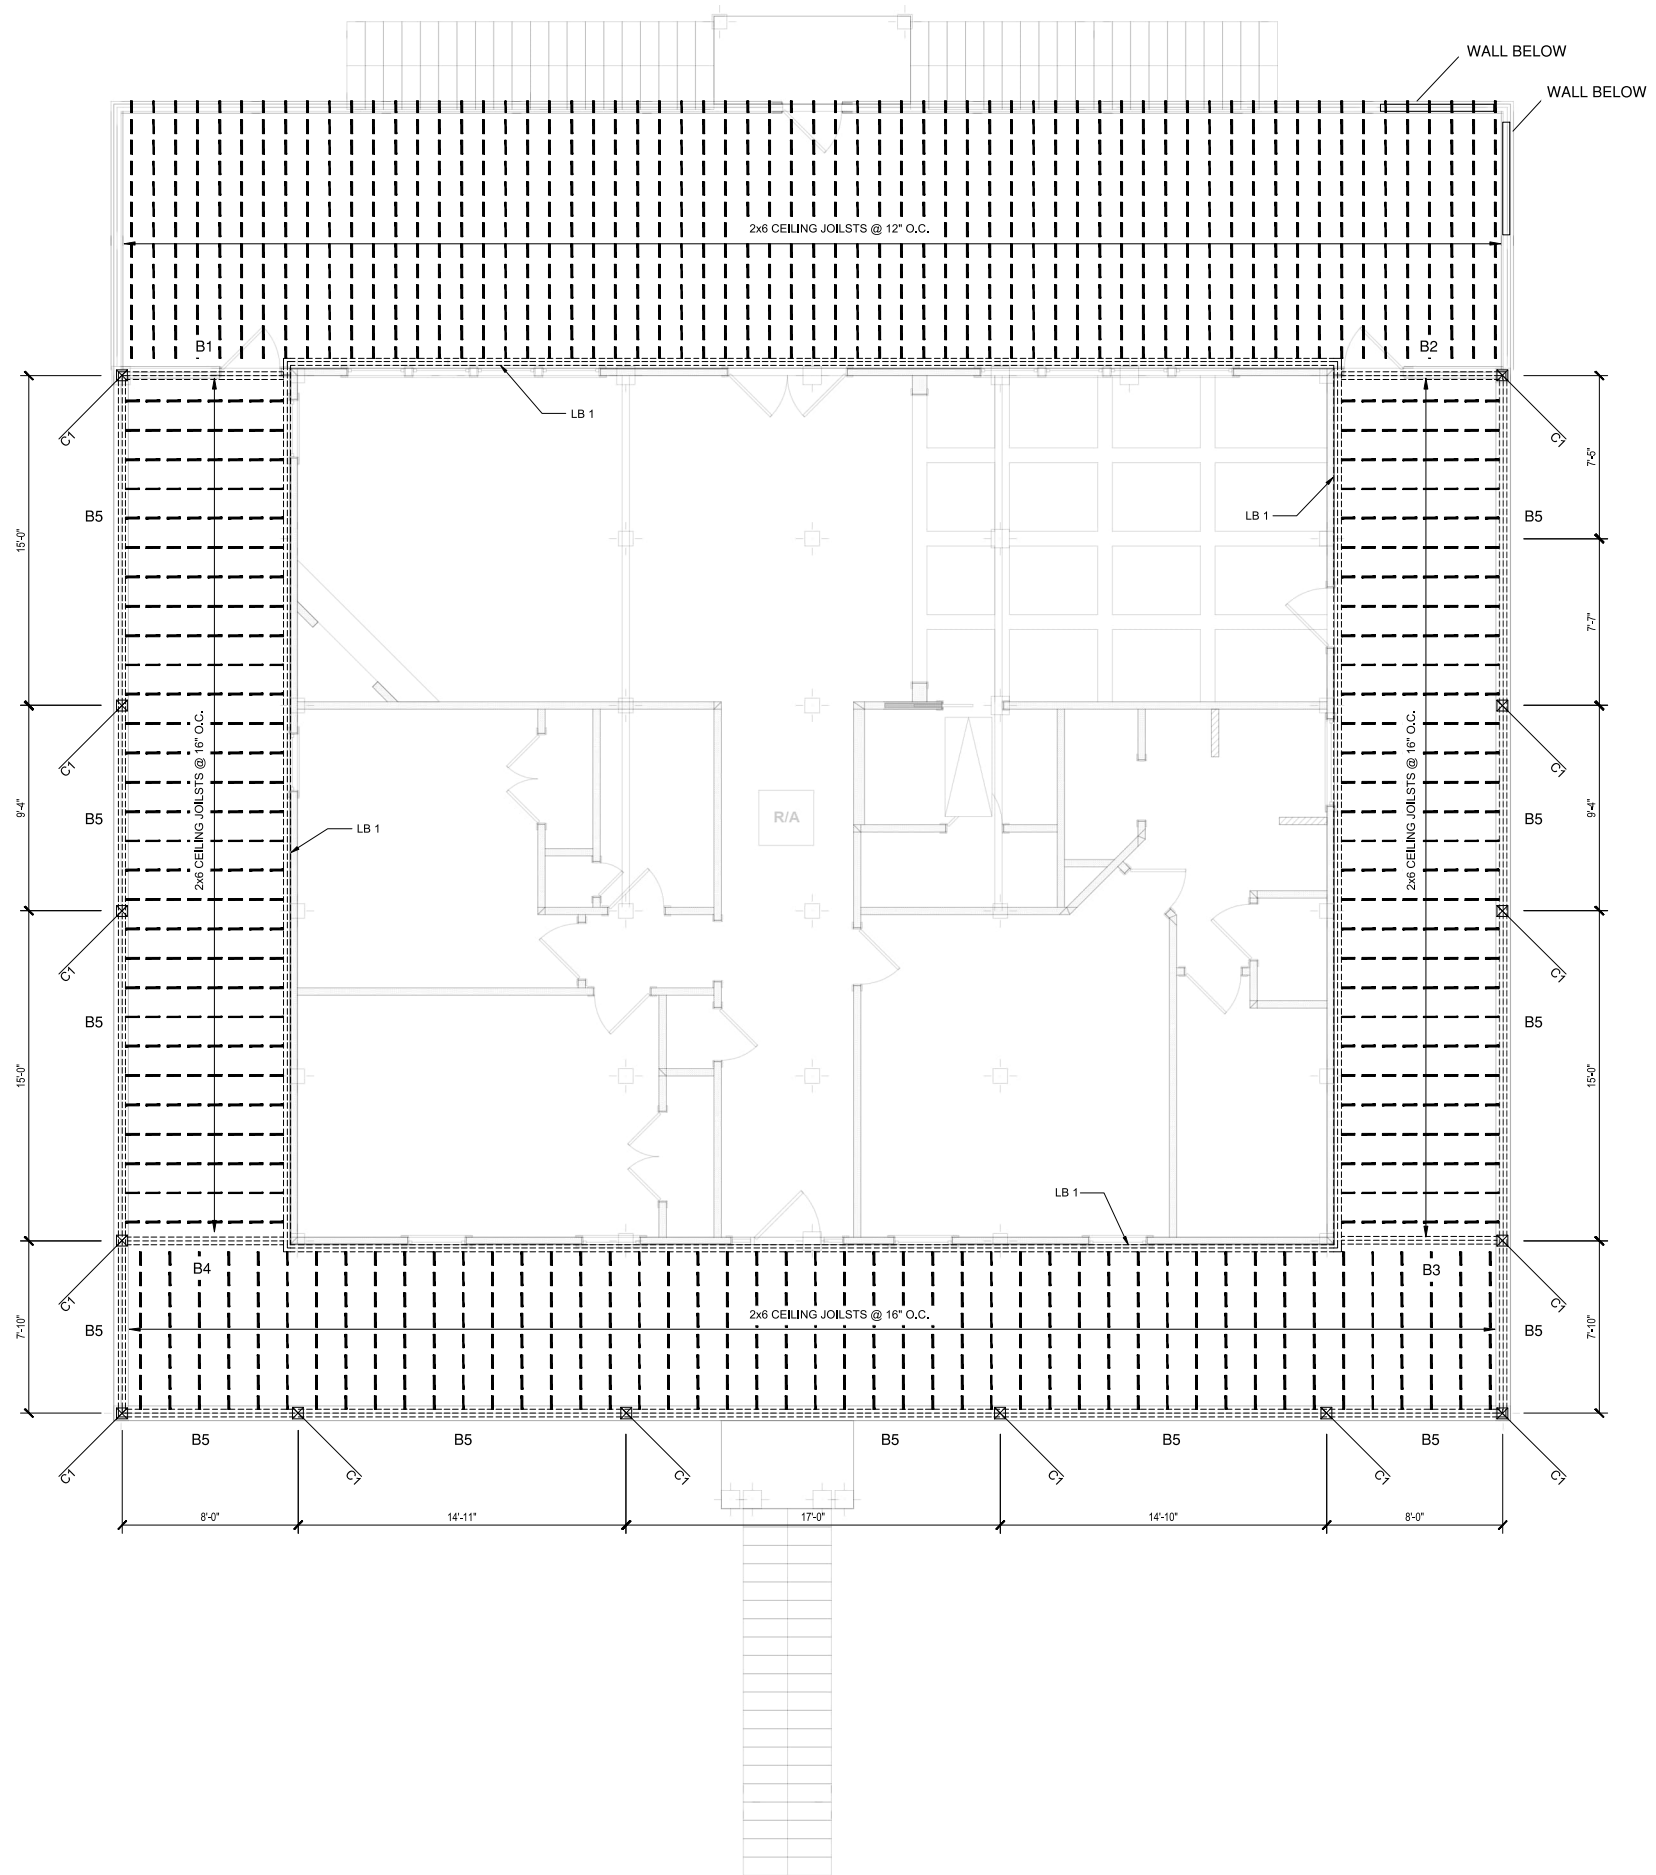 WALL BELOW
WALL BELOW
2x6 CEILING JOILSTS @ 12" O.C.
B1
B2
C1
LB 1
C1
7'-5"
15'-0"
B5
LB 1
B5
7'-7"
2x6 CEILING JOILSTS @ 16" O.C.
2x6 CEILING JOILSTS @ 16" O.C.
C1
C1
9'-4"
B5
R/A
LB 1
B5
9'-4"
C1
C1
B5
B5
15'-0"
15'-0"
LB 1
B4
B3
C1
C1
2x6 CEILING JOILSTS @ 16" O.C.
7'-10"
B5
B5
7'-10"
B5
B5
B5
B5
B5
C1
C1
C1
C1
C1
C1
8'-0"
14'-11"
17'-0"
14'-10"
8'-0"